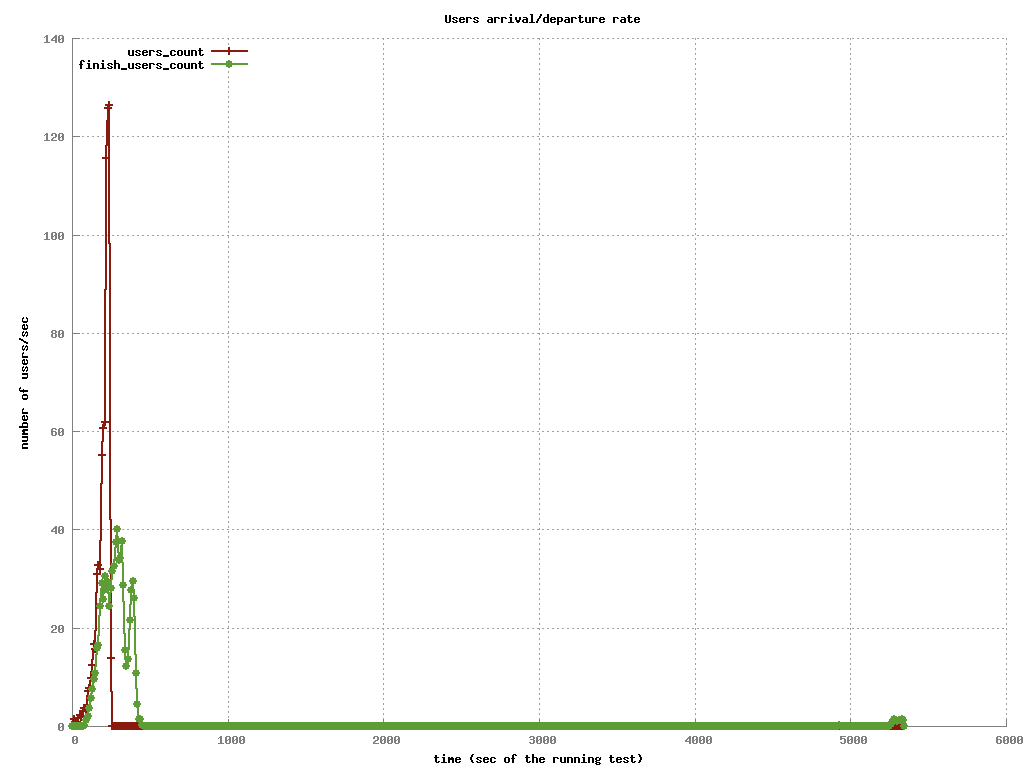 Users arrival/departure rate
users_count
finish_users_count
number of users/sec
140
120
100
80
60
40
20
0
0 1000 2000 3000 4000 5000 6000
time (sec of the running test)